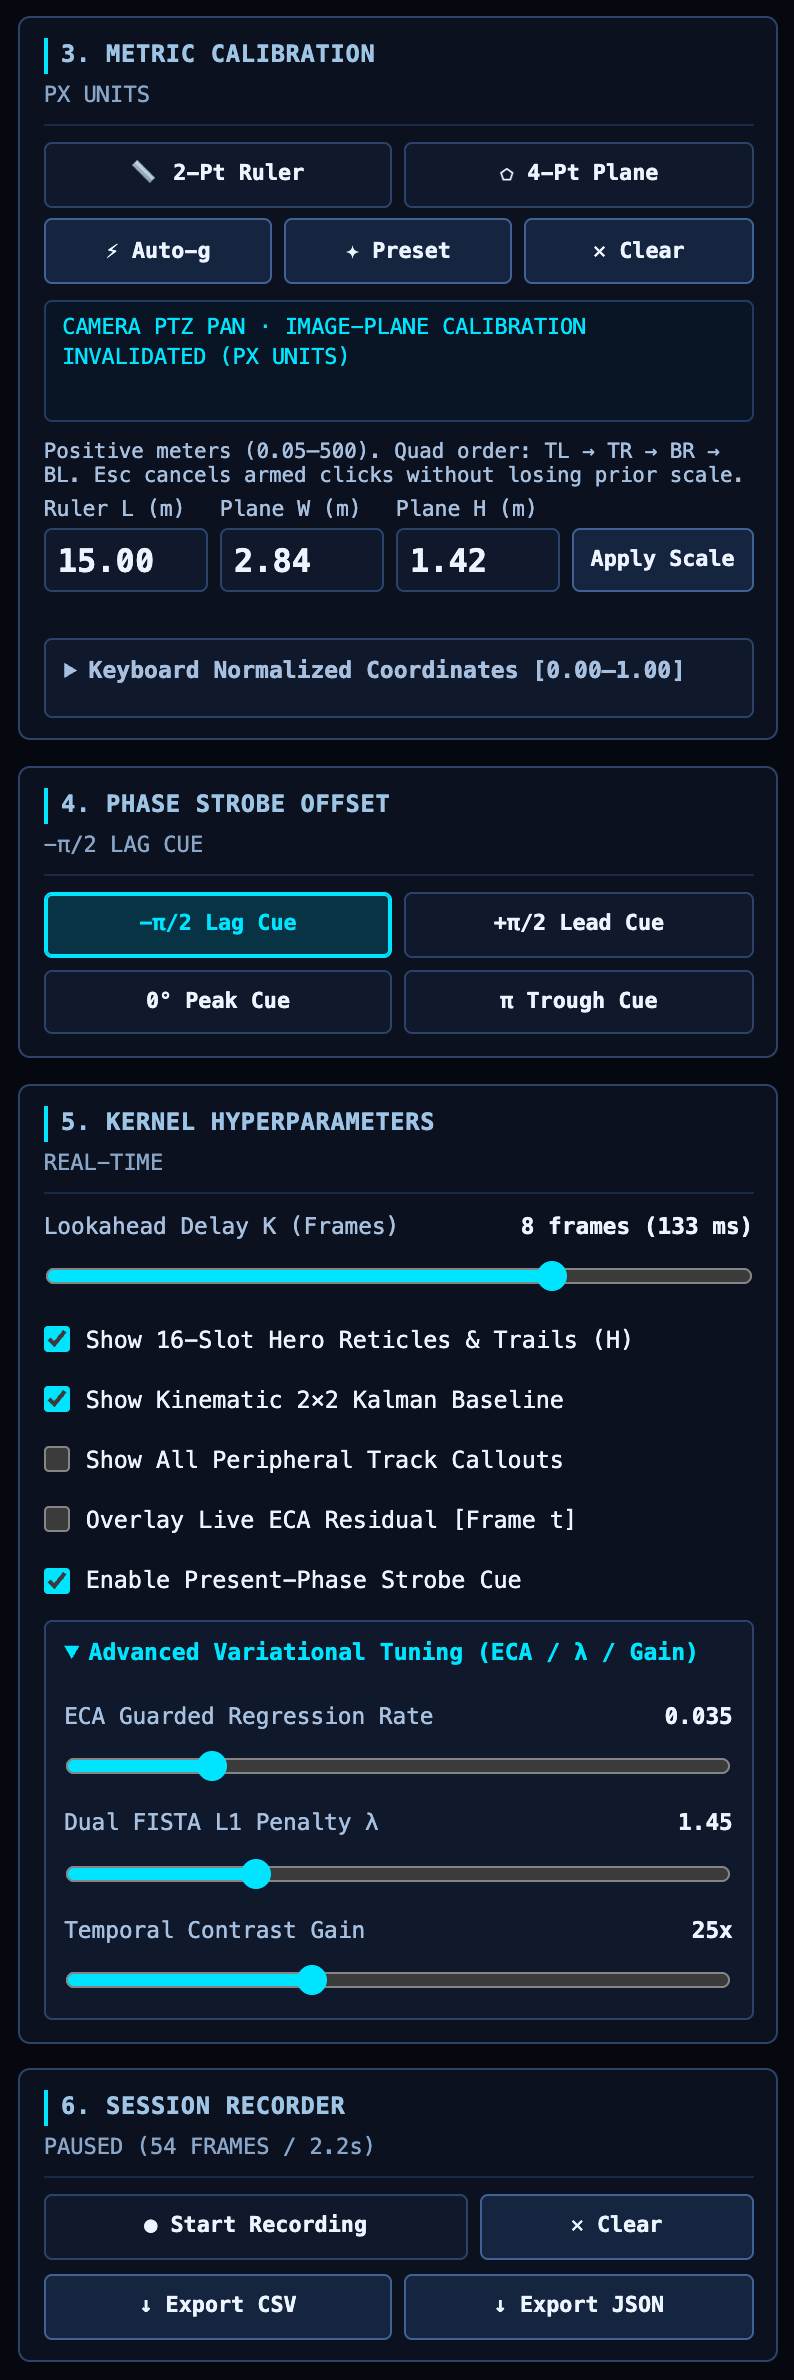 3. METRIC CALIBRATION
PX UNITS
📏 2-Pt Ruler
⬠ 4-Pt Plane
⚡ Auto-g
✦ Preset
× Clear
CAMERA PTZ PAN · IMAGE-PLANE CALIBRATION
INVALIDATED (PX UNITS)
Positive meters (0.05–500). Quad order: TL → TR → BR →
BL. Esc cancels armed clicks without losing prior scale.
Ruler L (m) Plane W (m) Plane H (m)
15.00 2.84 1.42 Apply Scale
▶ Keyboard Normalized Coordinates [0.00–1.00]
4. PHASE STROBE OFFSET
−π/2 LAG CUE
−π/2 Lag Cue
+π/2 Lead Cue
0° Peak Cue
π Trough Cue
5. KERNEL HYPERPARAMETERS
REAL-TIME
Lookahead Delay K (Frames) 8 frames (133 ms)
Show 16-Slot Hero Reticles & Trails (H)
Show Kinematic 2×2 Kalman Baseline
Show All Peripheral Track Callouts
Overlay Live ECA Residual [Frame t]
Enable Present-Phase Strobe Cue
▼ Advanced Variational Tuning (ECA / λ / Gain)
ECA Guarded Regression Rate 0.035
Dual FISTA L1 Penalty λ 1.45
Temporal Contrast Gain 25x
6. SESSION RECORDER
PAUSED (54 FRAMES / 2.2s)
● Start Recording
× Clear
↓ Export CSV
↓ Export JSON